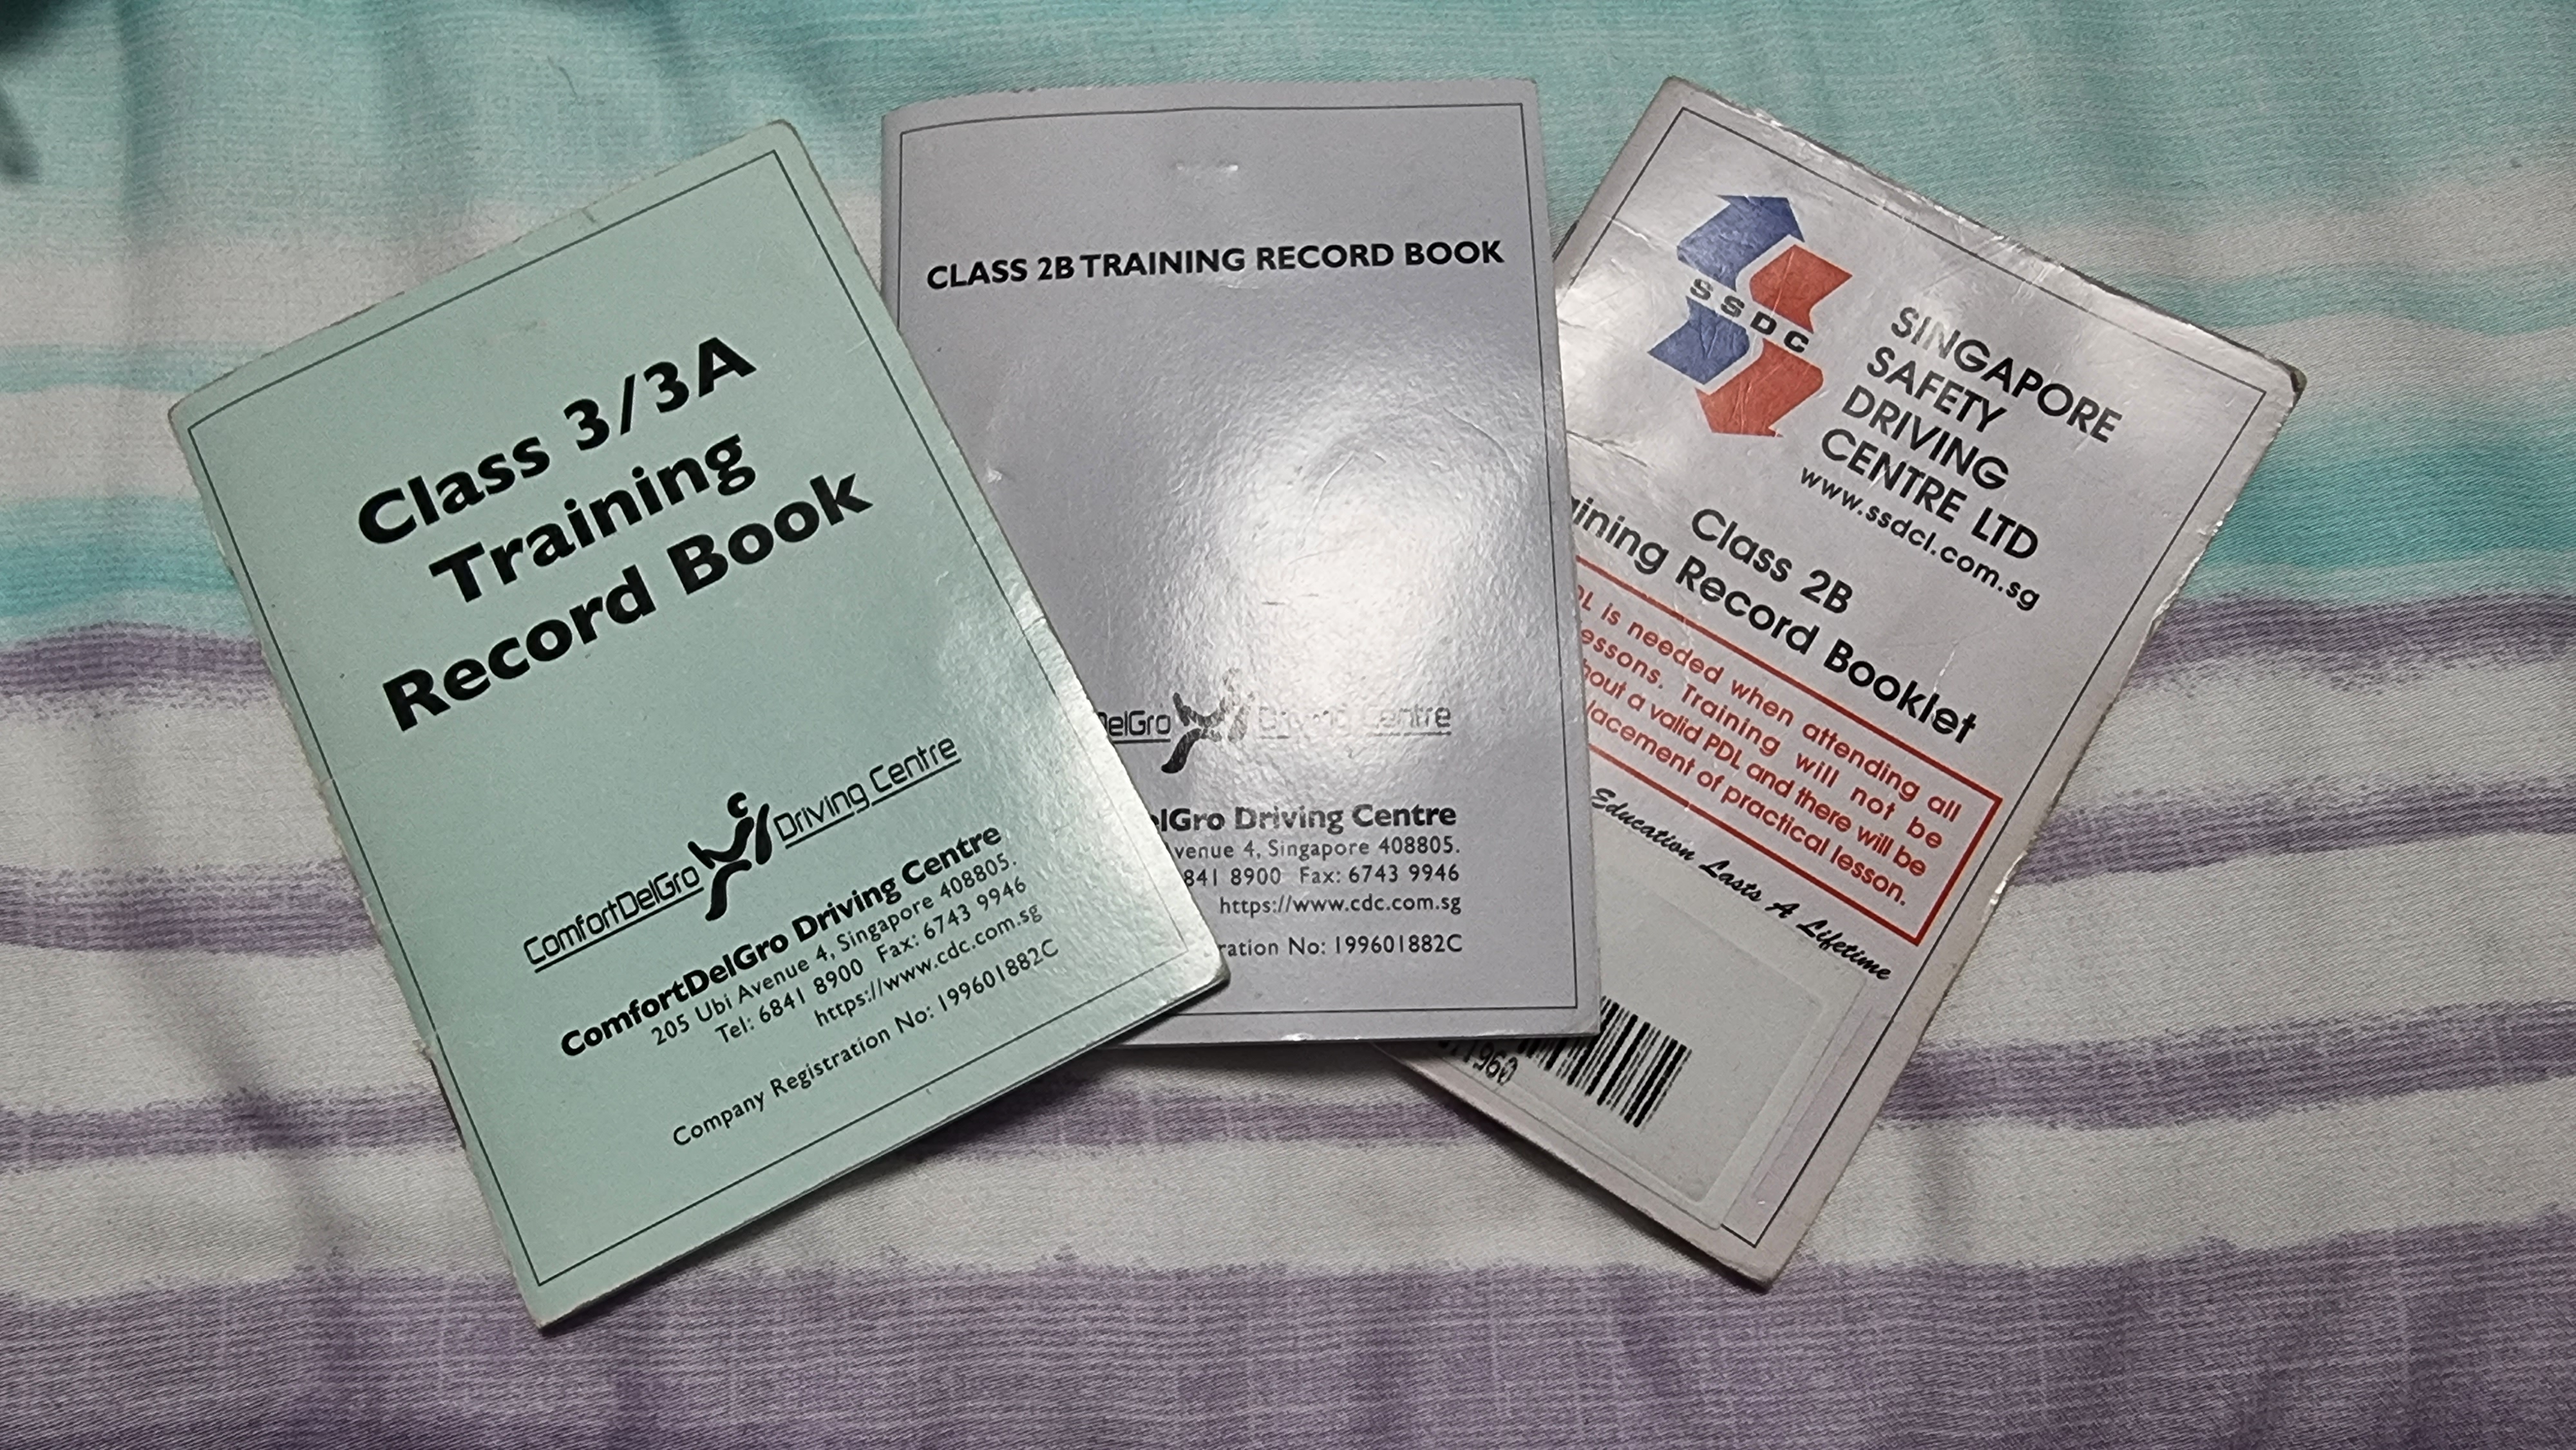 Class 3/3A
Training
Record Book
ComfortDelGro Driving Centre
ComfortDelGro Driving Centre
205 Ubi Avenue 4, Singapore 408805.
Tel: 6841 8900 Fax: 6743 9946
https://www.cdc.com.sg
Company Registration No: 199601882C
CLASS 2B TRAINING RECORD BOOK
elGro Driving Centre
lGro Driving Centre
venue 4, Singapore 408805.
841 8900 Fax: 6743 9946
https://www.cdc.com.sg
ration No: 199601882C
SSDC
SINGAPORE
SAFETY
DRIVING
CENTRE LTD
www.ssdcl.com.sg
Class 2B
ining Record Booklet
DL is needed when attending all
essons. Training will not be
hout a valid PDL and there will be
lacement of practical lesson.
Education Lasts A Lifetime